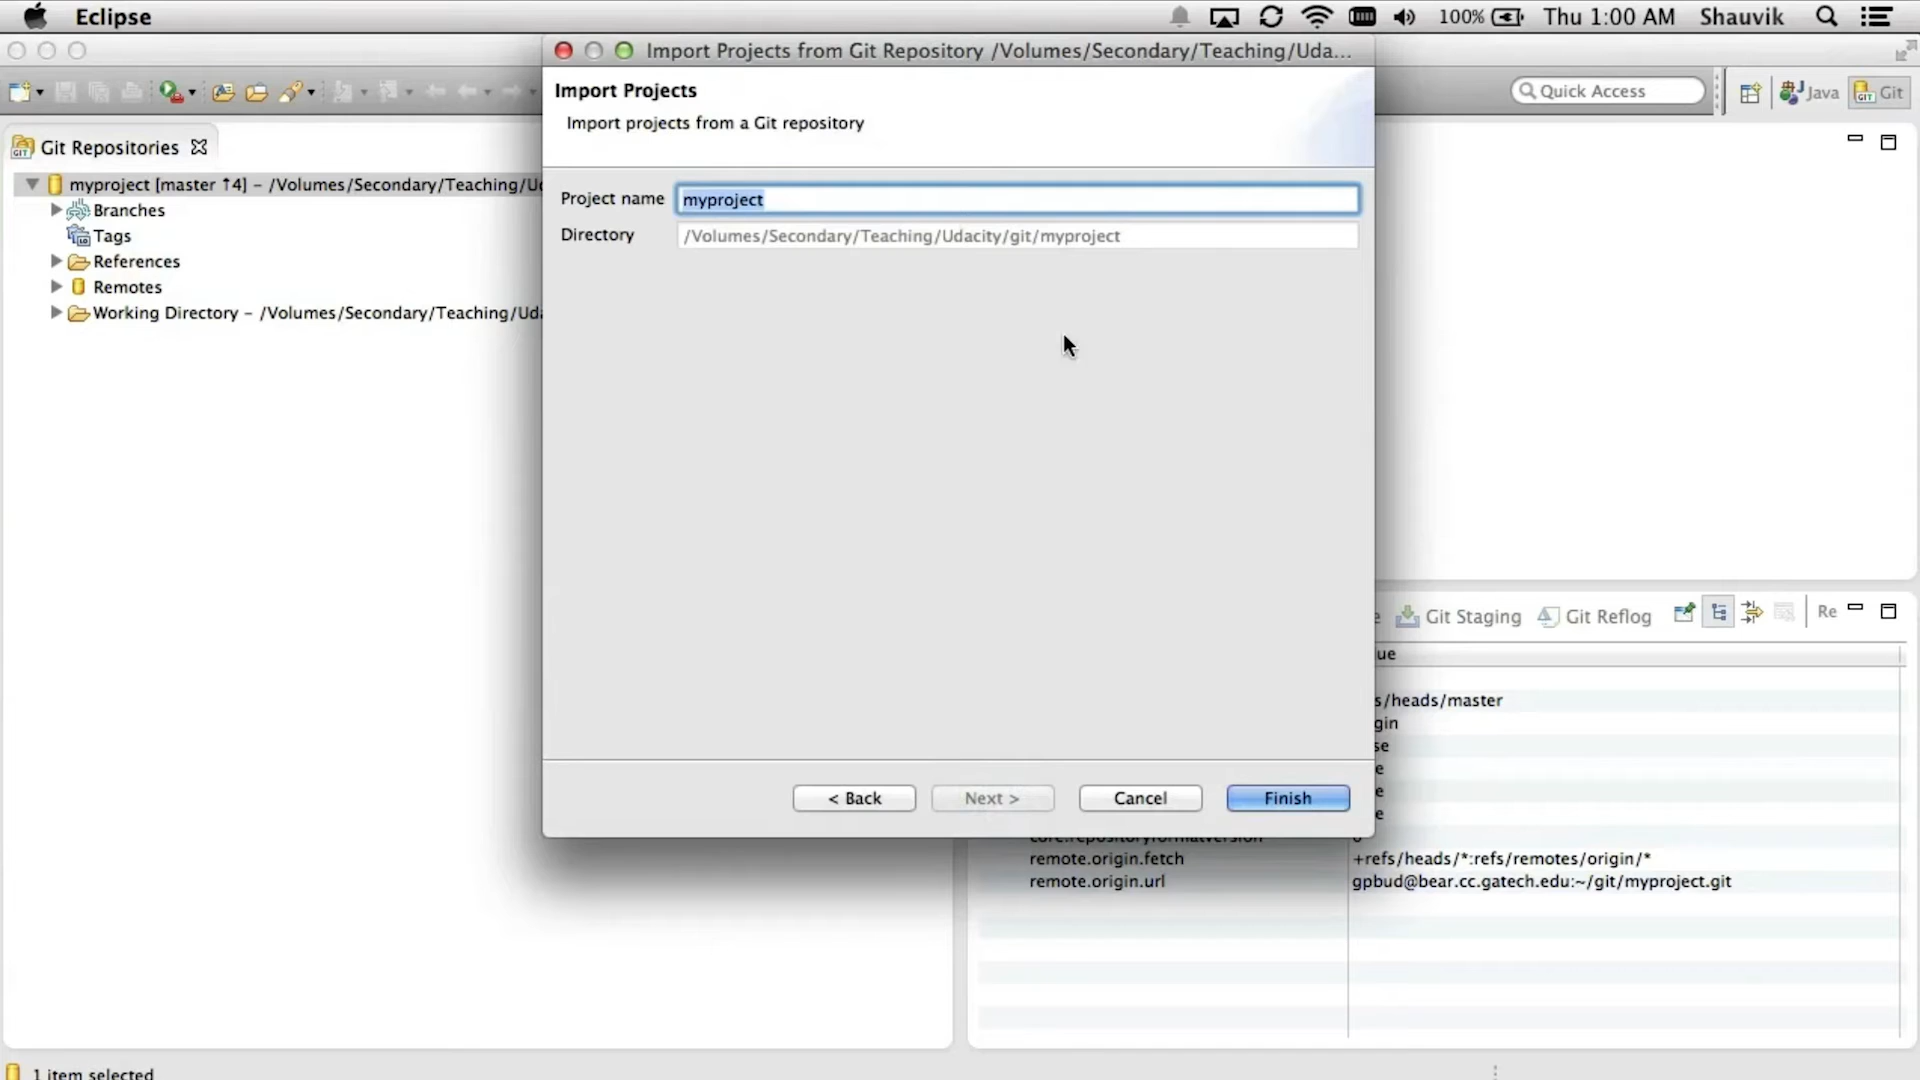 Eclipse
100%
Thu 1:00 AM
Shauvik
Import Projects from Git Repository /Volumes/Secondary/Teaching/Uda...
Quick Access
Java
Git
Import Projects
Import projects from a Git repository
Git Repositories
myproject [master ↑4] - /Volumes/Secondary/Teaching/Ud
Branches
Tags
References
Remotes
Working Directory - /Volumes/Secondary/Teaching/Uda
Project name
myproject
Directory
/Volumes/Secondary/Teaching/Udacity/git/myproject
< Back
Next >
Cancel
Finish
Git Staging
Git Reflog
Re
ue
s/heads/master
gin
se
e
e
e
core.repositoryformatversion
remote.origin.fetch
+refs/heads/*:refs/remotes/origin/*
remote.origin.url
gpbud@bear.cc.gatech.edu:~/git/myproject.git
1 item selected